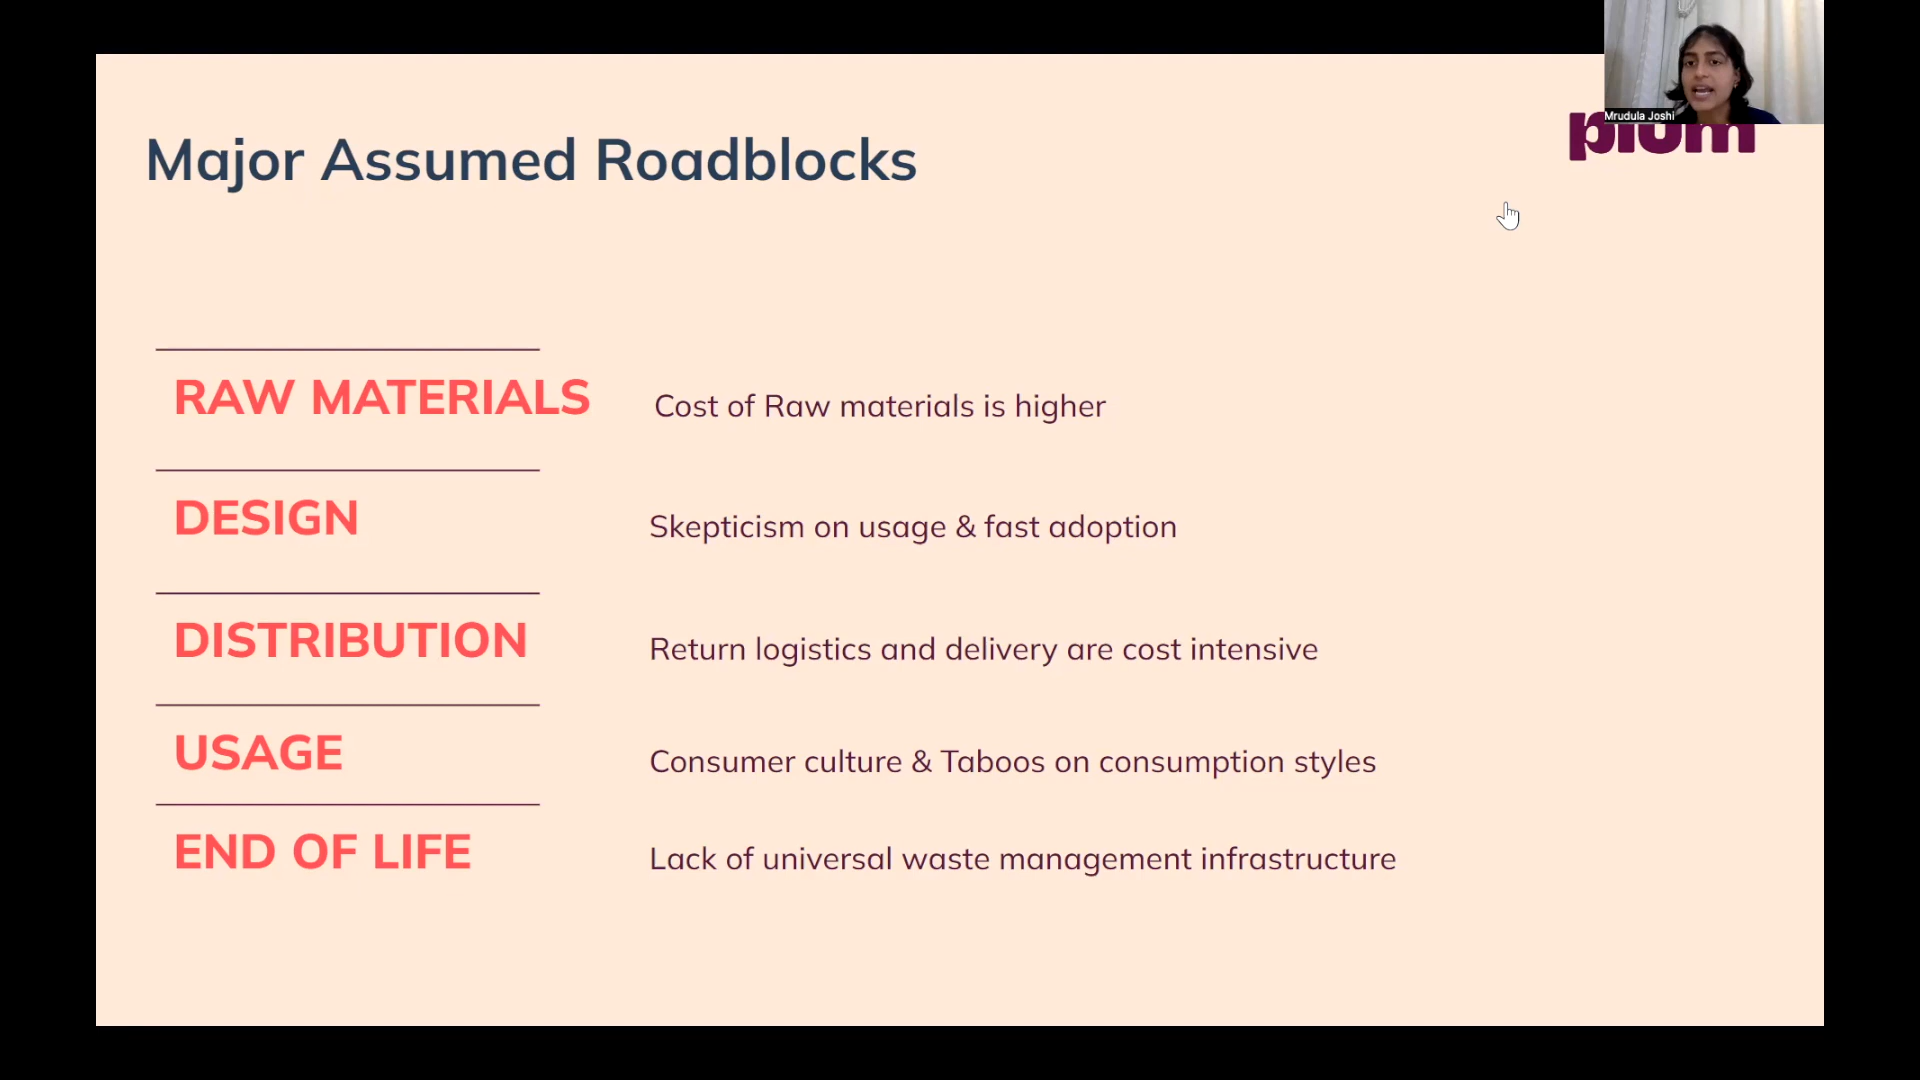 Mrudula Joshi
plum
Major Assumed Roadblocks
RAW MATERIALS
Cost of Raw materials is higher
DESIGN
Skepticism on usage & fast adoption
DISTRIBUTION
Return logistics and delivery are cost intensive
USAGE
Consumer culture & Taboos on consumption styles
END OF LIFE
Lack of universal waste management infrastructure